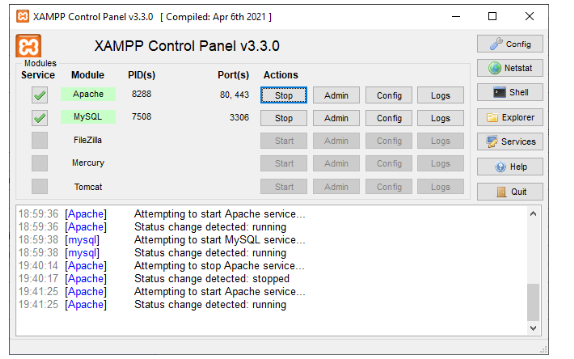 XAMPP Control Panel v3.3.0 [ Compiled: Apr 6th 2021 ]
XAMPP Control Panel v3.3.0
Config
Modules
Service Module PID(s) Port(s) Actions
Netstat
Apache 8288 80, 443 Stop Admin Config Logs
Shell
MySQL 7508 3306 Stop Admin Config Logs
Explorer
FileZilla Start Admin Config Logs
Services
Mercury Start Admin Config Logs
Help
Tomcat Start Admin Config Logs
Quit
18:59:36 [Apache] Attempting to start Apache service...
18:59:36 [Apache] Status change detected: running
18:59:38 [mysql] Attempting to start MySQL service...
18:59:38 [mysql] Status change detected: running
19:40:14 [Apache] Attempting to stop Apache service...
19:40:17 [Apache] Status change detected: stopped
19:41:25 [Apache] Attempting to start Apache service...
19:41:25 [Apache] Status change detected: running